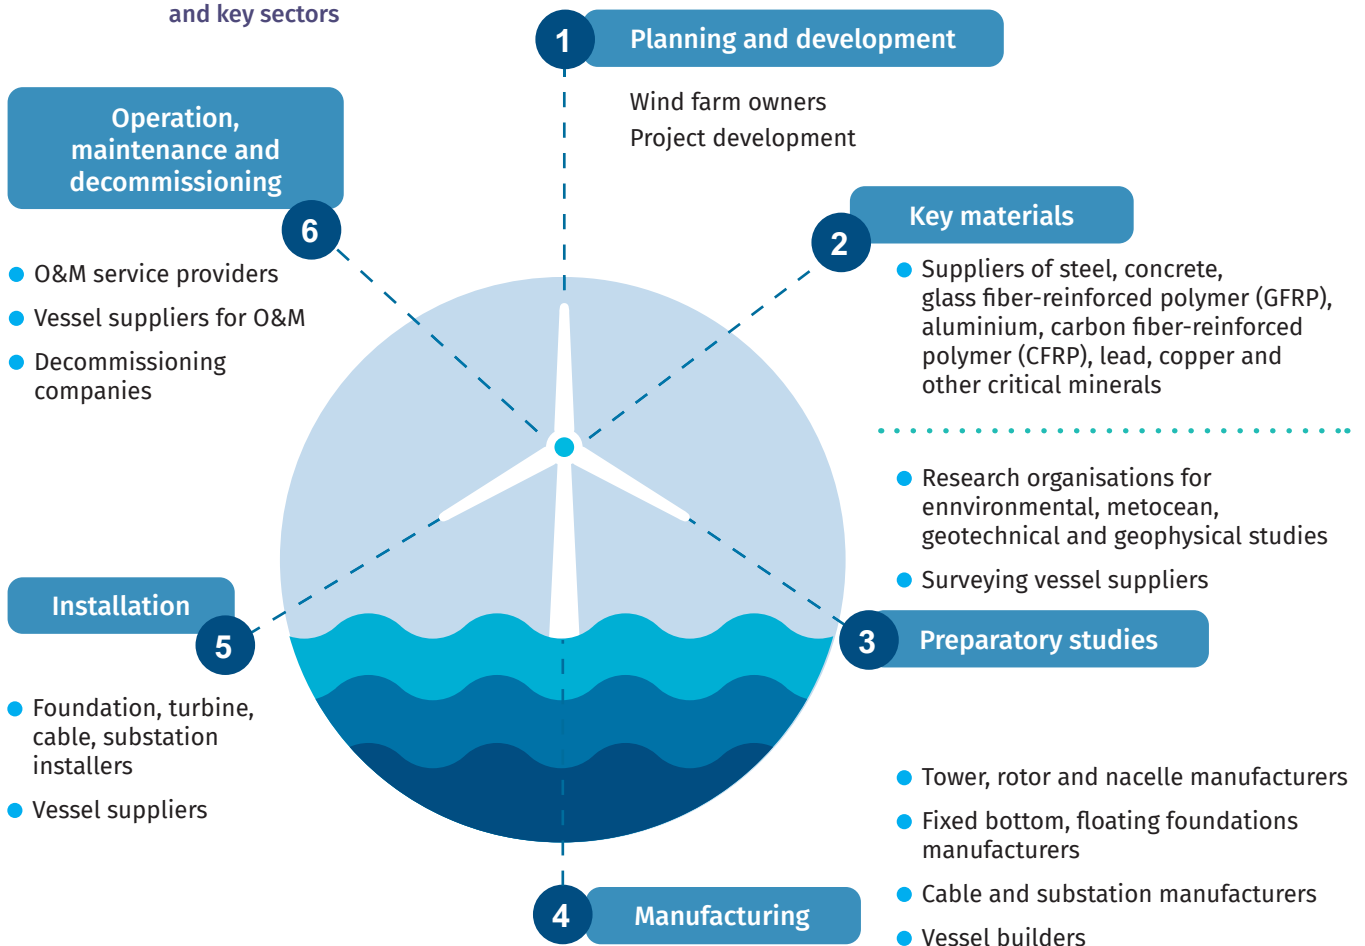 and key sectors
1
Planning and development
Wind farm owners
Project development
2
Key materials
Suppliers of steel, concrete,
glass fiber-reinforced polymer (GFRP),
aluminium, carbon fiber-reinforced
polymer (CFRP), lead, copper and
other critical minerals
Research organisations for
ennvironmental, metocean,
geotechnical and geophysical studies
Surveying vessel suppliers
3
Preparatory studies
Tower, rotor and nacelle manufacturers
Fixed bottom, floating foundations
manufacturers
Cable and substation manufacturers
Vessel builders
4
Manufacturing
Installation
5
Foundation, turbine,
cable, substation
installers
Vessel suppliers
Operation,
maintenance and
decommissioning
6
O&M service providers
Vessel suppliers for O&M
Decommissioning
companies